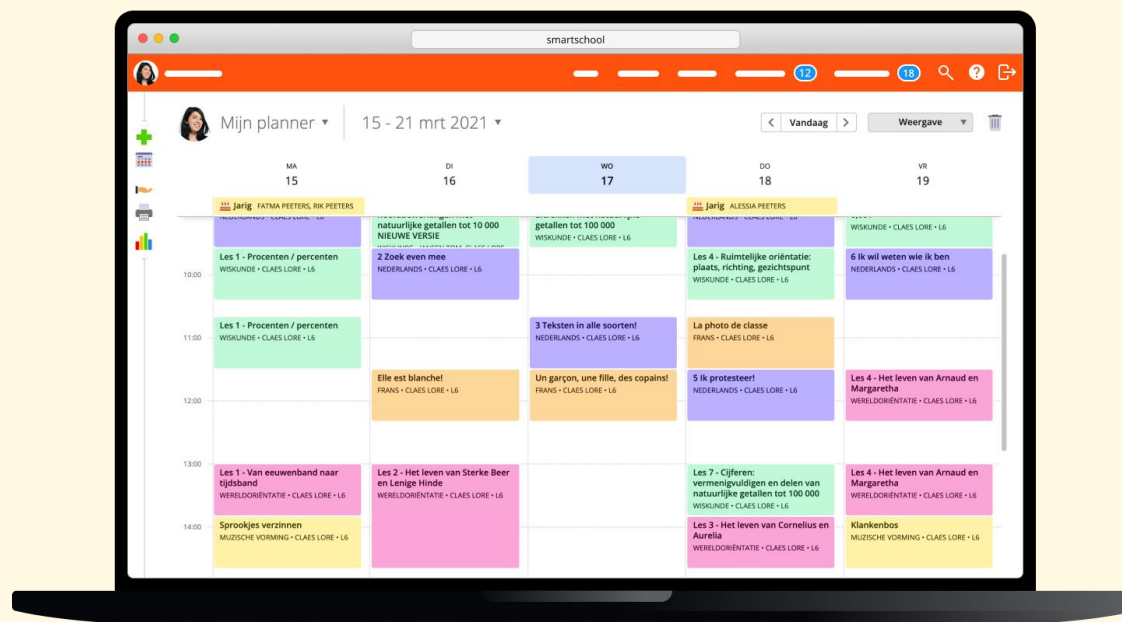 smartschool
12
18
Mijn planner
15 - 21 mrt 2021
Vandaag
Weergave
MA
15
DI
16
WO
17
DO
18
VR
19
Jarig FATMA PEETERS, RIK PEETERS
Jarig ALESSIA PEETERS
natuurlijke getallen tot 10 000
NIEUWE VERSIE
getallen tot 100 000
WISKUNDE • CLAES LORE • L6
WISKUNDE • CLAES LORE • L6
10:00
Les 1 - Procenten / percenten
WISKUNDE • CLAES LORE • L6
2 Zoek even mee
NEDERLANDS • CLAES LORE • L6
Les 4 - Ruimtelijke oriëntatie:
plaats, richting, gezichtspunt
WISKUNDE • CLAES LORE • L6
6 Ik wil weten wie ik ben
NEDERLANDS • CLAES LORE • L6
11:00
Les 1 - Procenten / percenten
WISKUNDE • CLAES LORE • L6
3 Teksten in alle soorten!
NEDERLANDS • CLAES LORE • L6
La photo de classe
FRANS • CLAES LORE • L6
12:00
Elle est blanche!
FRANS • CLAES LORE • L6
Un garçon, une fille, des copains!
FRANS • CLAES LORE • L6
5 Ik protesteer!
NEDERLANDS • CLAES LORE • L6
Les 4 - Het leven van Arnaud en
Margaretha
WERELDORIËNTATIE • CLAES LORE • L6
13:00
Les 1 - Van eeuwenband naar
tijdsband
WERELDORIËNTATIE • CLAES LORE • L6
Les 2 - Het leven van Sterke Beer
en Lenige Hinde
WERELDORIËNTATIE • CLAES LORE • L6
Les 7 - Cijferen:
vermenigvuldigen en delen van
natuurlijke getallen tot 100 000
WISKUNDE • CLAES LORE • L6
Les 4 - Het leven van Arnaud en
Margaretha
WERELDORIËNTATIE • CLAES LORE • L6
14:00
Sprookjes verzinnen
MUZISCHE VORMING • CLAES LORE • L6
Les 3 - Het leven van Cornelius en
Aurelia
WERELDORIËNTATIE • CLAES LORE • L6
Klankenbos
MUZISCHE VORMING • CLAES LORE • L6